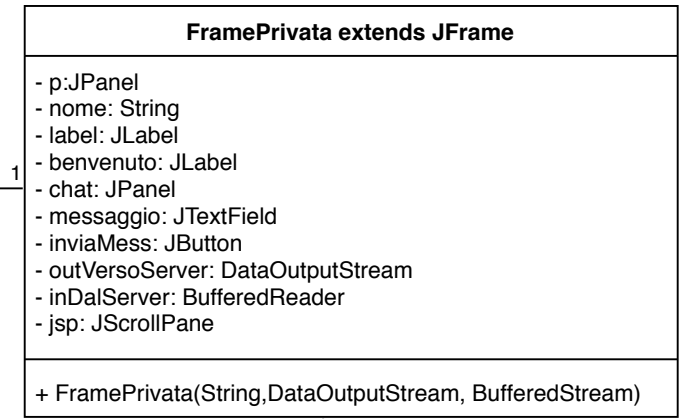 FramePrivata extends JFrame
- p:JPanel
- nome: String
- label: JLabel
- benvenuto: JLabel
1
- chat: JPanel
- messaggio: JTextField
- inviaMess: JButton
- outVersoServer: DataOutputStream
- inDalServer: BufferedReader
- jsp: JScrollPane
+ FramePrivata(String,DataOutputStream, BufferedStream)